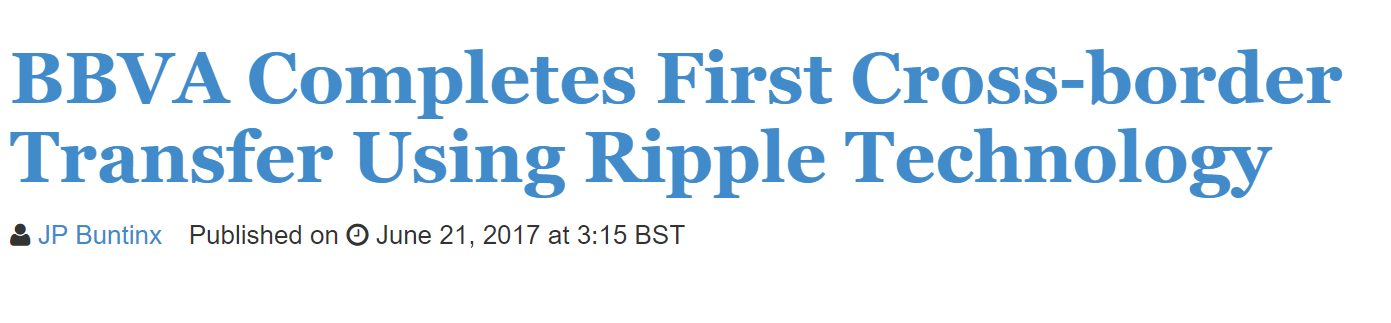 BBVA Completes First Cross-border
Transfer Using Ripple Technology
JP Buntinx Published on June 21, 2017 at 3:15 BST